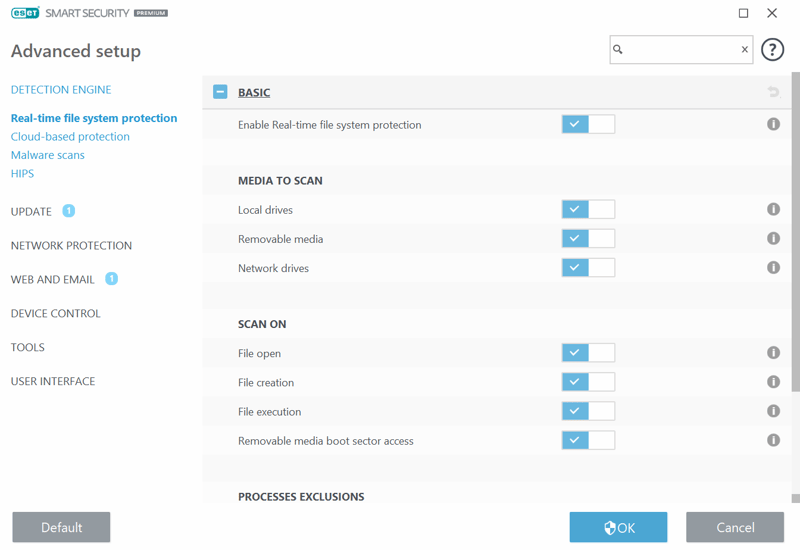 eset SMART SECURITY PREMIUM
Advanced setup
DETECTION ENGINE
Real-time file system protection
Cloud-based protection
Malware scans
HIPS
UPDATE 1
NETWORK PROTECTION
WEB AND EMAIL 1
DEVICE CONTROL
TOOLS
USER INTERFACE
BASIC
Enable Real-time file system protection
MEDIA TO SCAN
Local drives
Removable media
Network drives
SCAN ON
File open
File creation
File execution
Removable media boot sector access
PROCESSES EXCLUSIONS
Default
OK
Cancel